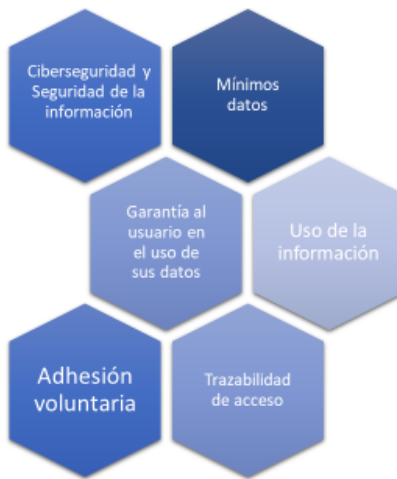 Ciberseguridad y
Seguridad de la
información
Mínimos
datos
Garantía al
usuario en
el uso de
sus datos
Uso de la
información
Adhesión
voluntaria
Trazabilidad
de acceso